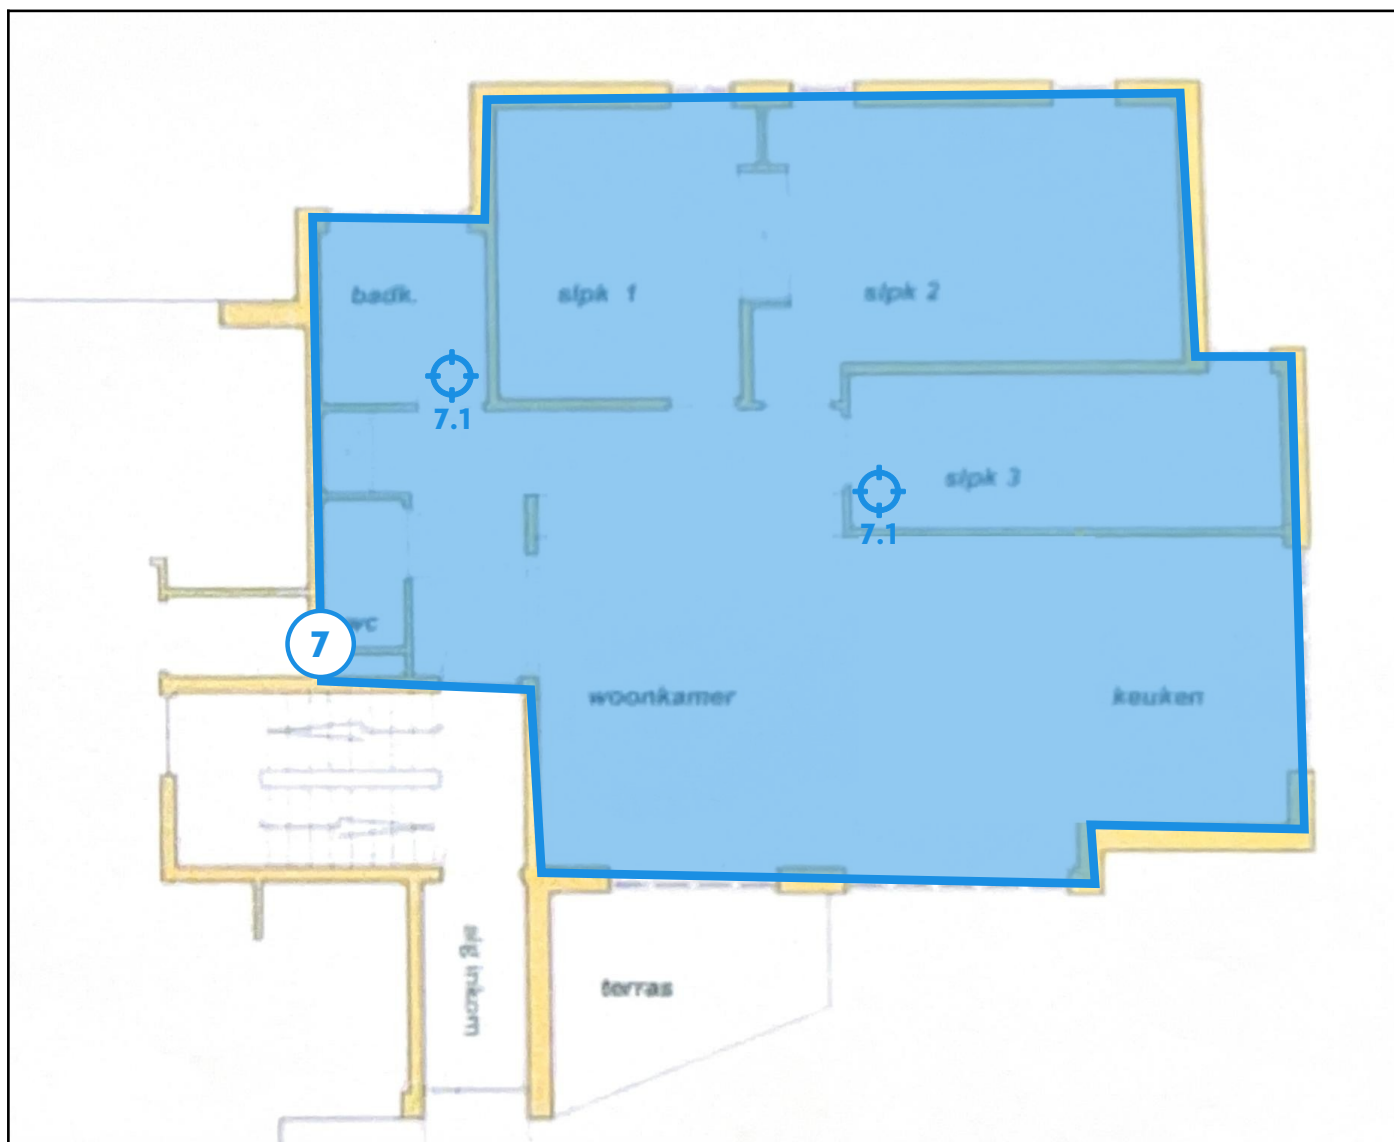 badk.
slpk 1
slpk 2
7.1
slpk 3
7.1
wc
7
woonkamer
keuken
alg inkom
terras